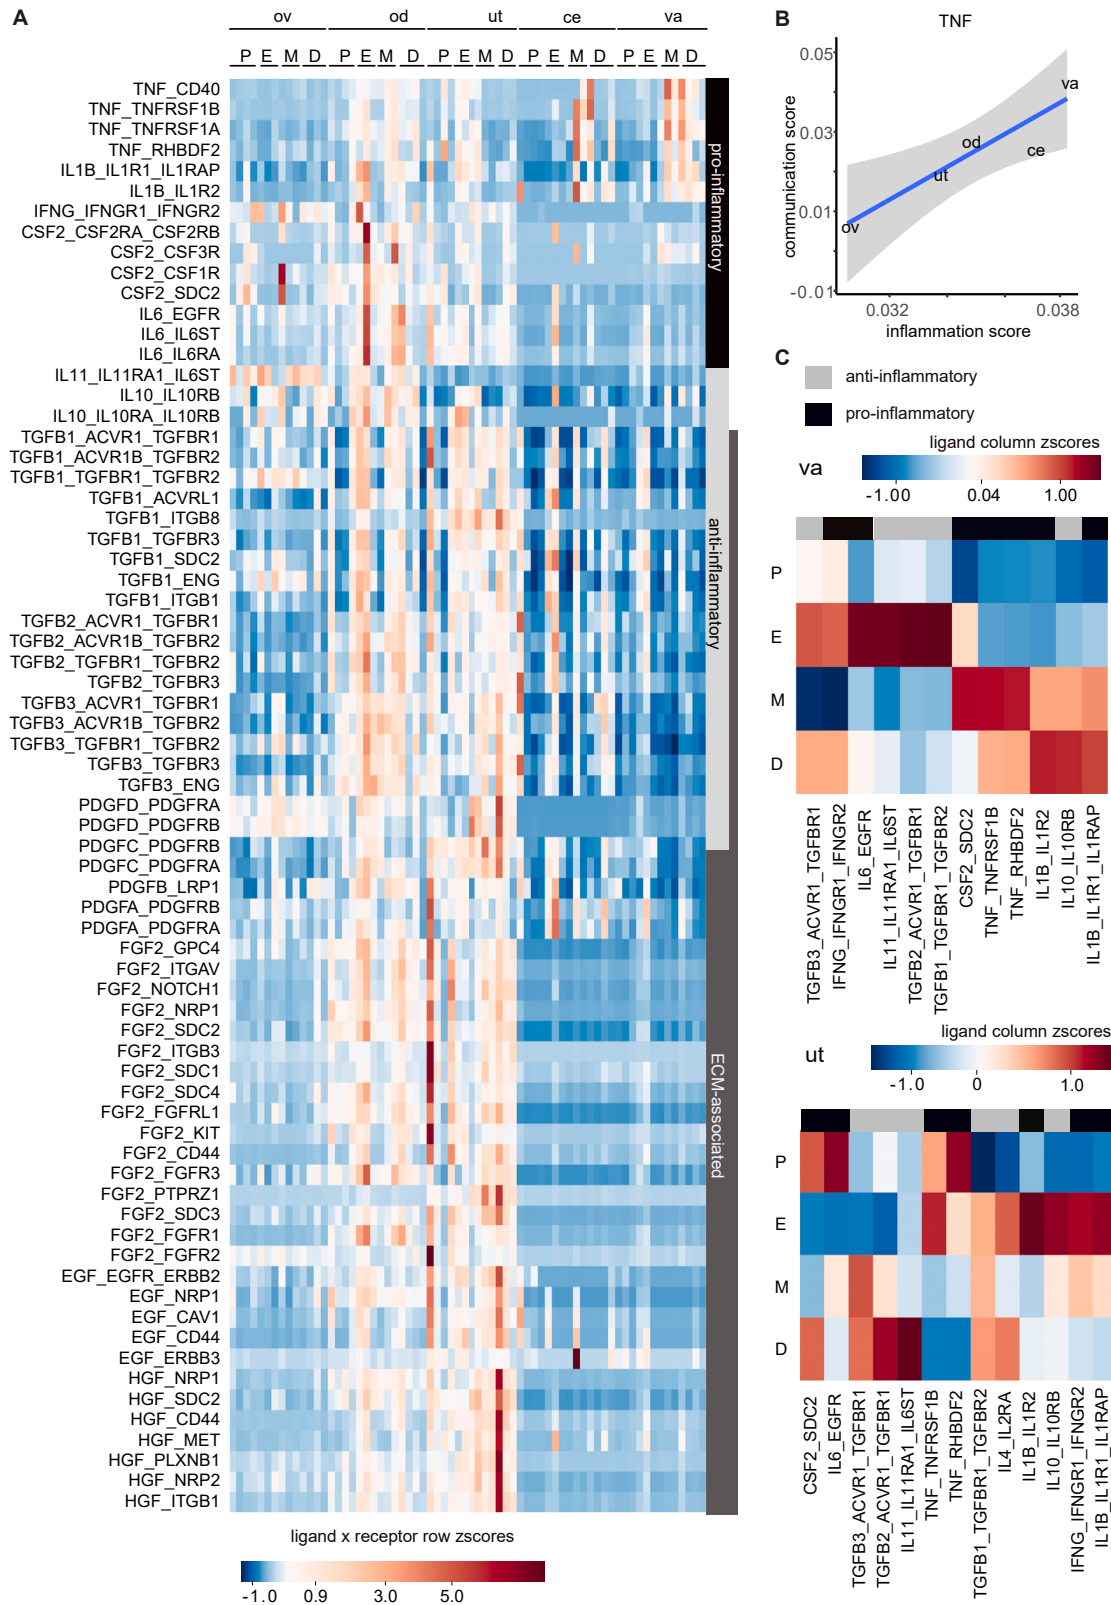 A
ov od ut ce va
P E M D P E M D P E M D P E M D P E M D
TNF_CD40
TNF_TNFRSF1B
TNF_TNFRSF1A
TNF_RHBDF2
IL1B_IL1R1_IL1RAP
IL1B_IL1R2
IFNG_IFNGR1_IFNGR2
CSF2_CSF2RA_CSF2RB
CSF2_CSF3R
CSF2_CSF1R
CSF2_SDC2
IL6_EGFR
IL6_IL6ST
IL6_IL6RA
IL11_IL11RA1_IL6ST
IL10_IL10RB
IL10_IL10RA_IL10RB
TGFB1_ACVR1_TGFBR1
TGFB1_ACVR1B_TGFBR2
TGFB1_TGFBR1_TGFBR2
TGFB1_ACVRL1
TGFB1_ITGB8
TGFB1_TGFBR3
TGFB1_SDC2
TGFB1_ENG
TGFB1_ITGB1
TGFB2_ACVR1_TGFBR1
TGFB2_ACVR1B_TGFBR2
TGFB2_TGFBR1_TGFBR2
TGFB2_TGFBR3
TGFB3_ACVR1_TGFBR1
TGFB3_ACVR1B_TGFBR2
TGFB3_TGFBR1_TGFBR2
TGFB3_TGFBR3
TGFB3_ENG
PDGFD_PDGFRA
PDGFD_PDGFRB
PDGFC_PDGFRB
PDGFC_PDGFRA
PDGFB_LRP1
PDGFA_PDGFRB
PDGFA_PDGFRA
FGF2_GPC4
FGF2_ITGAV
FGF2_NOTCH1
FGF2_NRP1
FGF2_SDC2
FGF2_ITGB3
FGF2_SDC1
FGF2_SDC4
FGF2_FGFRL1
FGF2_KIT
FGF2_CD44
FGF2_FGFR3
FGF2_PTPRZ1
FGF2_SDC3
FGF2_FGFR1
FGF2_FGFR2
EGF_EGFR_ERBB2
EGF_NRP1
EGF_CAV1
EGF_CD44
EGF_ERBB3
HGF_NRP1
HGF_SDC2
HGF_CD44
HGF_MET
HGF_PLXNB1
HGF_NRP2
HGF_ITGB1
pro-inflammatory
anti-inflammatory
ECM-associated
ligand x receptor row zscores
-1.0 0.9 3.0 5.0
B
TNF
communication score
0.05
0.03
0.01
-0.01
va
od
ce
ut
ov
0.032 0.038
inflammation score
C
anti-inflammatory
pro-inflammatory
ligand column zscores
va
-1.00 0.04 1.00
P
E
M
D
TGFB3_ACVR1_TGFBR1
IFNG_IFNGR1_IFNGR2
IL6_EGFR
IL11_IL11RA1_IL6ST
TGFB2_ACVR1_TGFBR1
TGFB1_TGFBR1_TGFBR2
CSF2_SDC2
TNF_TNFRSF1B
TNF_RHBDF2
IL1B_IL1R2
IL10_IL10RB
IL1B_IL1R1_IL1RAP
ligand column zscores
ut
-1.0 0 1.0
P
E
M
D
CSF2_SDC2
IL6_EGFR
TGFB3_ACVR1_TGFBR1
TGFB2_ACVR1_TGFBR1
IL11_IL11RA1_IL6ST
TNF_TNFRSF1B
TNF_RHBDF2
TGFB1_TGFBR1_TGFBR2
IL4_IL2RA
IL1B_IL1R2
IL10_IL10RB
IFNG_IFNGR1_IFNGR2
IL1B_IL1R1_IL1RAP